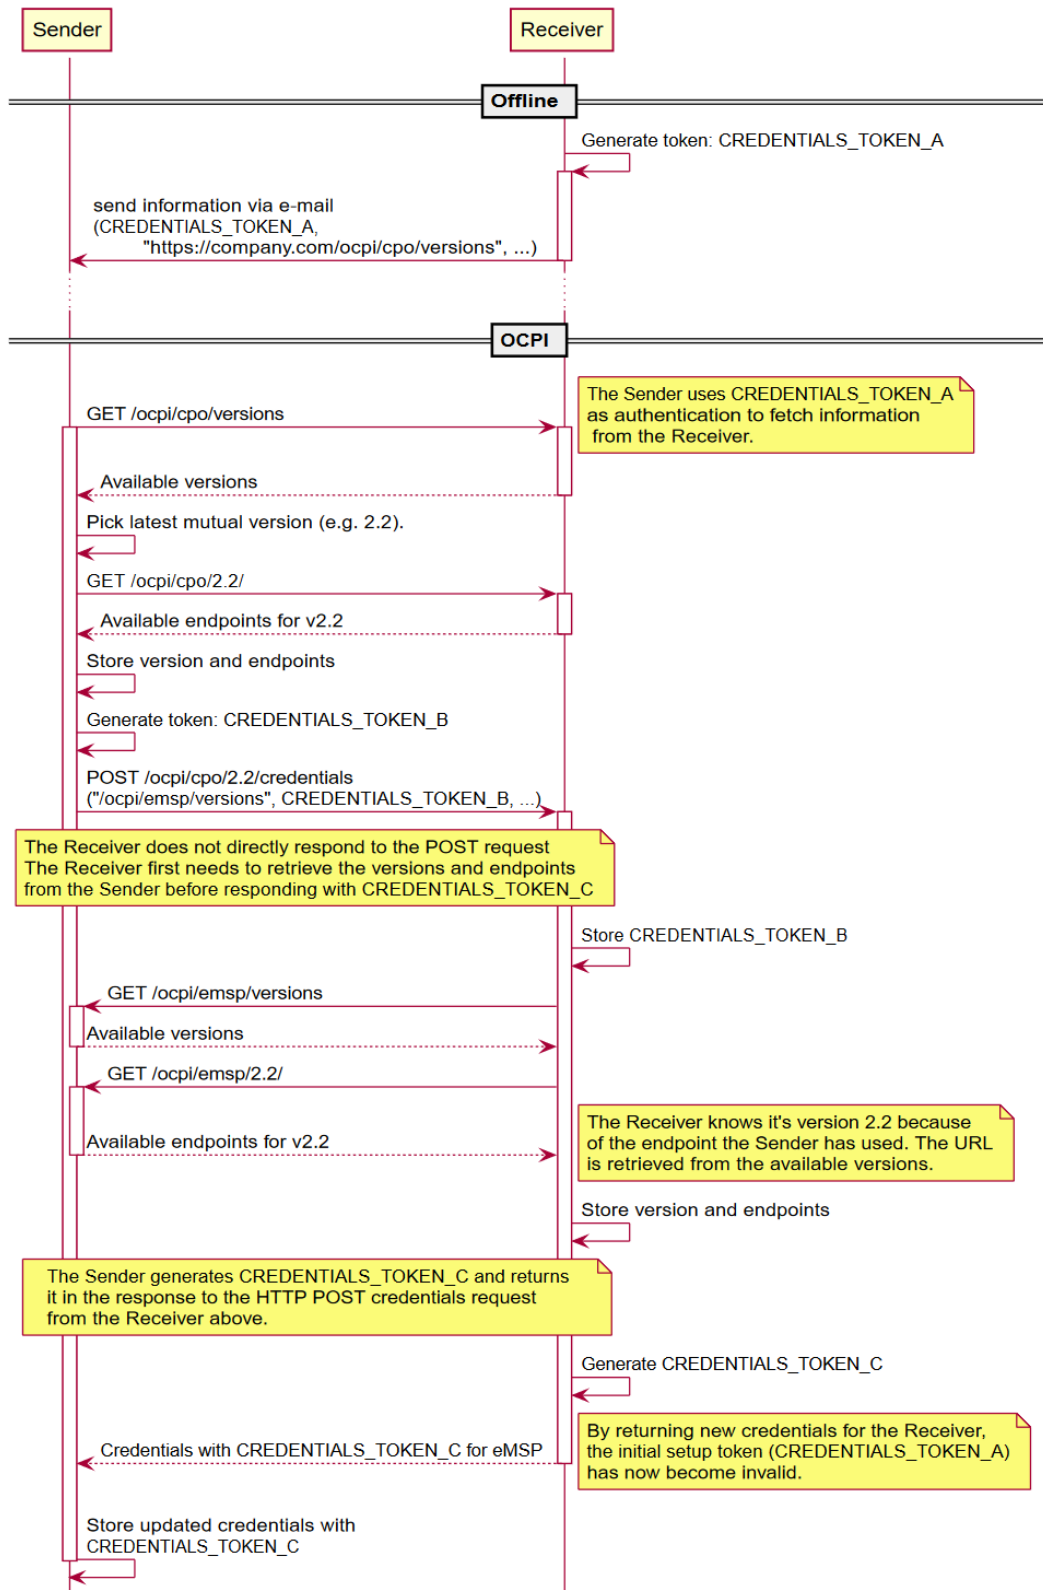 Sender
Receiver
Offline
Generate token: CREDENTIALS_TOKEN_A
send information via e-mail
(CREDENTIALS_TOKEN_A,
"https://company.com/ocpi/cpo/versions", ...)
OCPI
The Sender uses CREDENTIALS_TOKEN_A
as authentication to fetch information
from the Receiver.
GET /ocpi/cpo/versions
Available versions
Pick latest mutual version (e.g. 2.2).
GET /ocpi/cpo/2.2/
Available endpoints for v2.2
Store version and endpoints
Generate token: CREDENTIALS_TOKEN_B
POST /ocpi/cpo/2.2/credentials
("/ocpi/emsp/versions", CREDENTIALS_TOKEN_B, ...)
The Receiver does not directly respond to the POST request
The Receiver first needs to retrieve the versions and endpoints
from the Sender before responding with CREDENTIALS_TOKEN_C
Store CREDENTIALS_TOKEN_B
GET /ocpi/emsp/versions
Available versions
GET /ocpi/emsp/2.2/
The Receiver knows it's version 2.2 because
of the endpoint the Sender has used. The URL
is retrieved from the available versions.
Available endpoints for v2.2
Store version and endpoints
The Sender generates CREDENTIALS_TOKEN_C and returns
it in the response to the HTTP POST credentials request
from the Receiver above.
Generate CREDENTIALS_TOKEN_C
By returning new credentials for the Receiver,
the initial setup token (CREDENTIALS_TOKEN_A)
has now become invalid.
Credentials with CREDENTIALS_TOKEN_C for eMSP
Store updated credentials with
CREDENTIALS_TOKEN_C